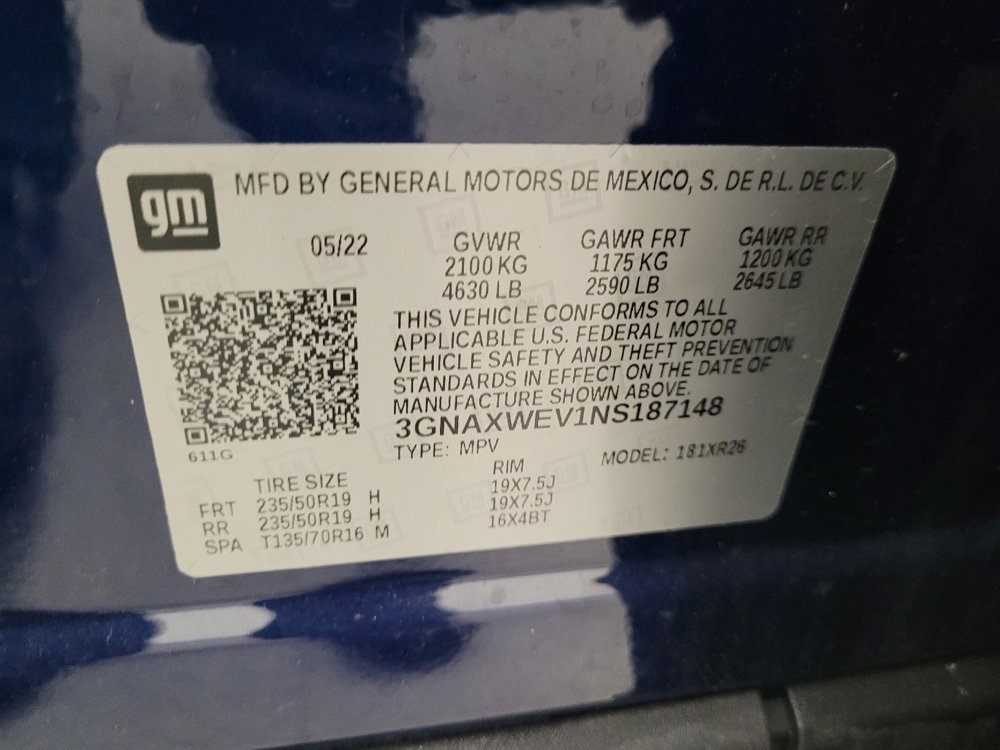 gm
MFD BY GENERAL MOTORS DE MEXICO, S. DE R.L. DE C.V.
05/22 GVWR GAWR FRT GAWR RR
2100 KG 1175 KG 1200 KG
4630 LB 2590 LB 2645 LB
THIS VEHICLE CONFORMS TO ALL
APPLICABLE U.S. FEDERAL MOTOR
VEHICLE SAFETY AND THEFT PREVENTION
STANDARDS IN EFFECT ON THE DATE OF
MANUFACTURE SHOWN ABOVE.
3GNAXWEV1NS187148
TYPE: MPV MODEL: 181XR26
611G
TIRE SIZE RIM
FRT 235/50R19 H 19X7.5J
RR 235/50R19 H 19X7.5J
SPA T135/70R16 M 16X4BT